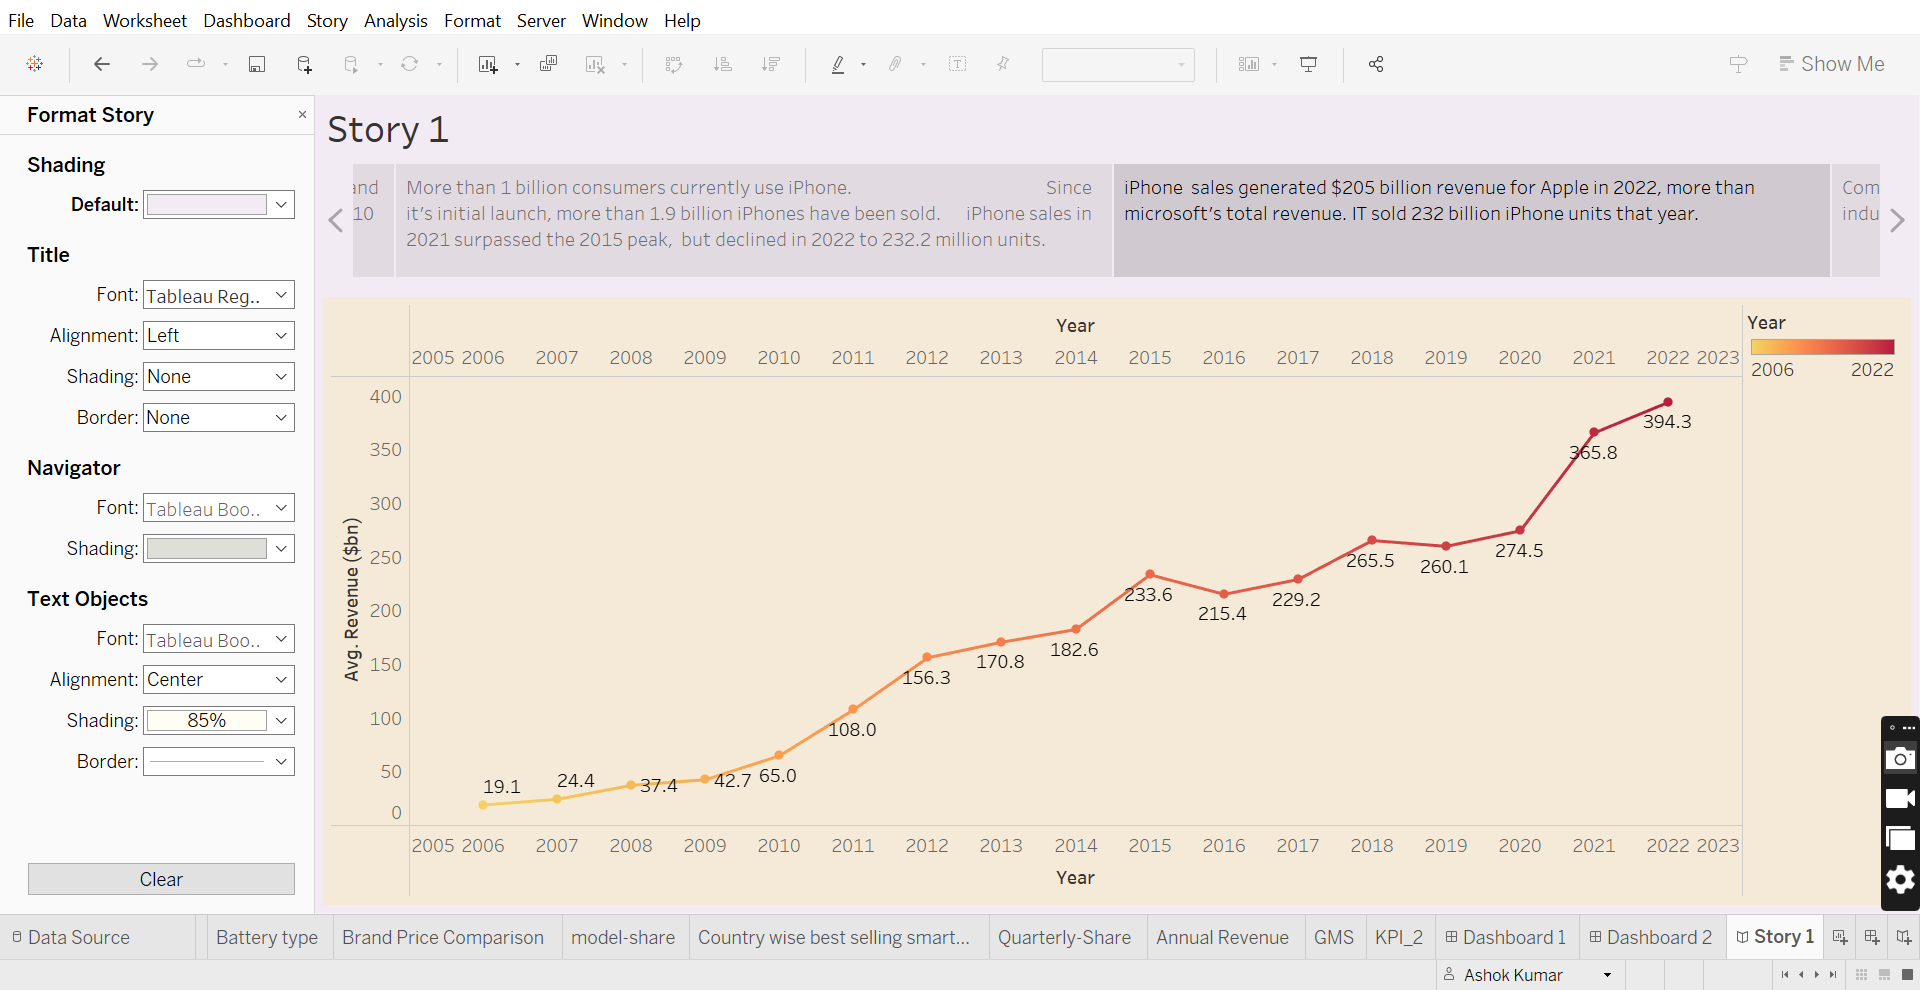 File Data Worksheet Dashboard Story Analysis Format Server Window Help
Show Me
Format Story
Shading
Default:
Title
Font: Tableau Reg..
Alignment: Left
Shading: None
Border: None
Navigator
Font: Tableau Boo..
Shading:
Text Objects
Font: Tableau Boo..
Alignment: Center
Shading: 85%
Border:
Clear
Story 1
and
10
More than 1 billion consumers currently use iPhone. Since
it's initial launch, more than 1.9 billion iPhones have been sold. iPhone sales in
2021 surpassed the 2015 peak, but declined in 2022 to 232.2 million units.
iPhone sales generated $205 billion revenue for Apple in 2022, more than
microsoft's total revenue. IT sold 232 billion iPhone units that year.
Com
indu
Year
2005 2006 2007 2008 2009 2010 2011 2012 2013 2014 2015 2016 2017 2018 2019 2020 2021 2022 2023
Avg. Revenue ($bn)
400
350
300
250
200
150
100
50
0
19.1 24.4 37.4 42.7 65.0 108.0 156.3 170.8 182.6 233.6 215.4 229.2 265.5 260.1 274.5 365.8 394.3
2005 2006 2007 2008 2009 2010 2011 2012 2013 2014 2015 2016 2017 2018 2019 2020 2021 2022 2023
Year
Year
2006 2022
Data Source Battery type Brand Price Comparison model-share Country wise best selling smart... Quarterly-Share Annual Revenue GMS KPI_2 Dashboard 1 Dashboard 2 Story 1
Ashok Kumar